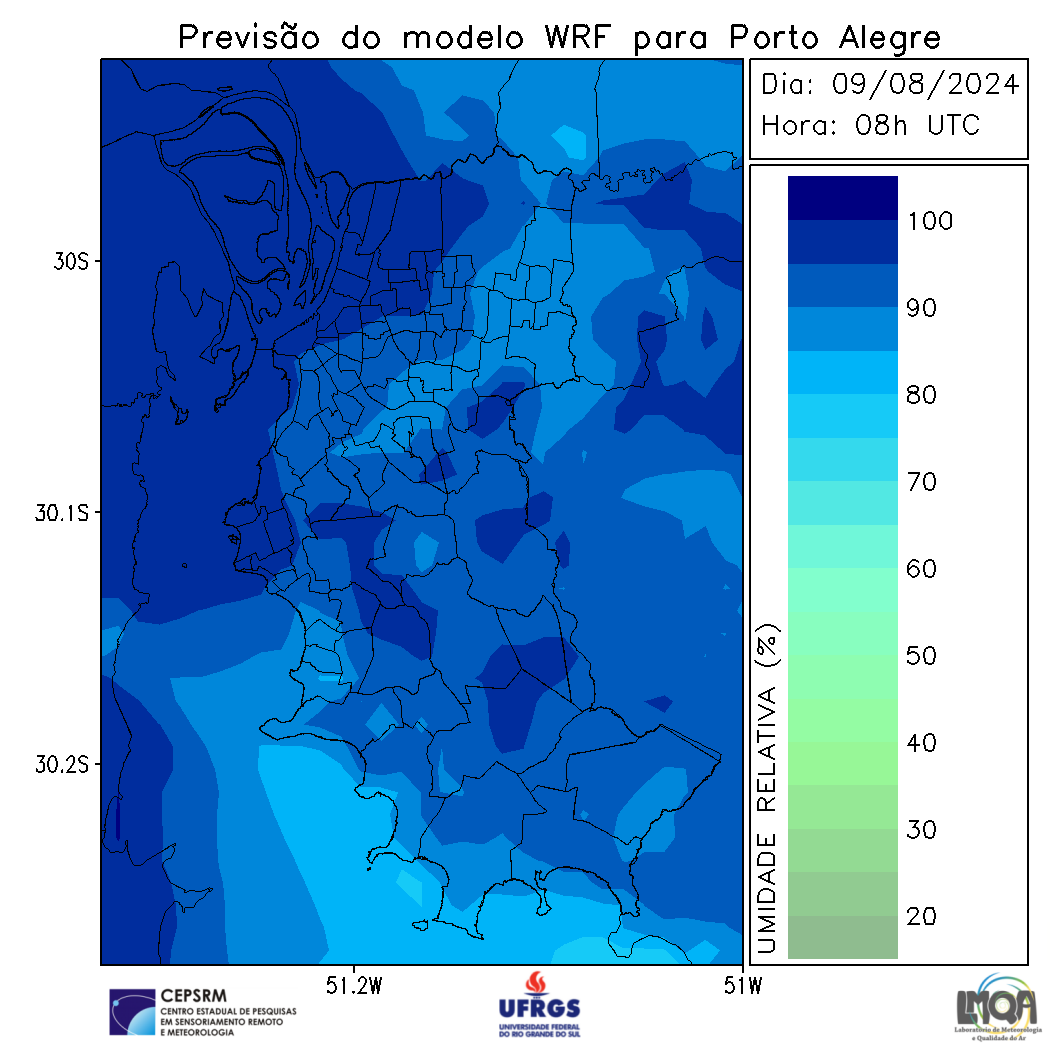 Previsão do modelo WRF para Porto Alegre
Dia: 09/08/2024
Hora: 08h UTC
100
90
80
70
60
50
40
30
20
UMIDADE RELATIVA (%)
30S
30.1S
30.2S
51.2W
51W
CEPSRM
CENTRO ESTADUAL DE PESQUISAS
EM SENSORIAMENTO REMOTO
E METEOROLOGIA
UFRGS
UNIVERSIDADE FEDERAL
DO RIO GRANDE DO SUL
LMQA
Laboratório de Meteorologia
e Qualidade do Ar